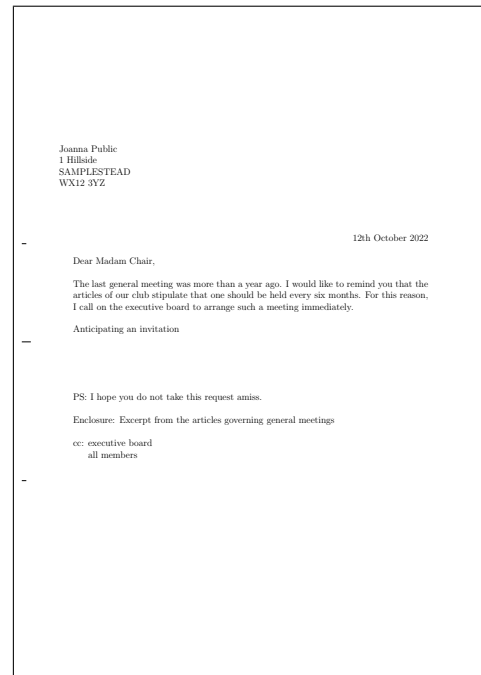 Joanna Public
1 Hillside
SAMPLESTEAD
WX12 3YZ
12th October 2022
Dear Madam Chair,
The last general meeting was more than a year ago. I would like to remind you that the
articles of our club stipulate that one should be held every six months. For this reason,
I call on the executive board to arrange such a meeting immediately.
Anticipating an invitation
PS: I hope you do not take this request amiss.
Enclosure: Excerpt from the articles governing general meetings
cc: executive board
all members